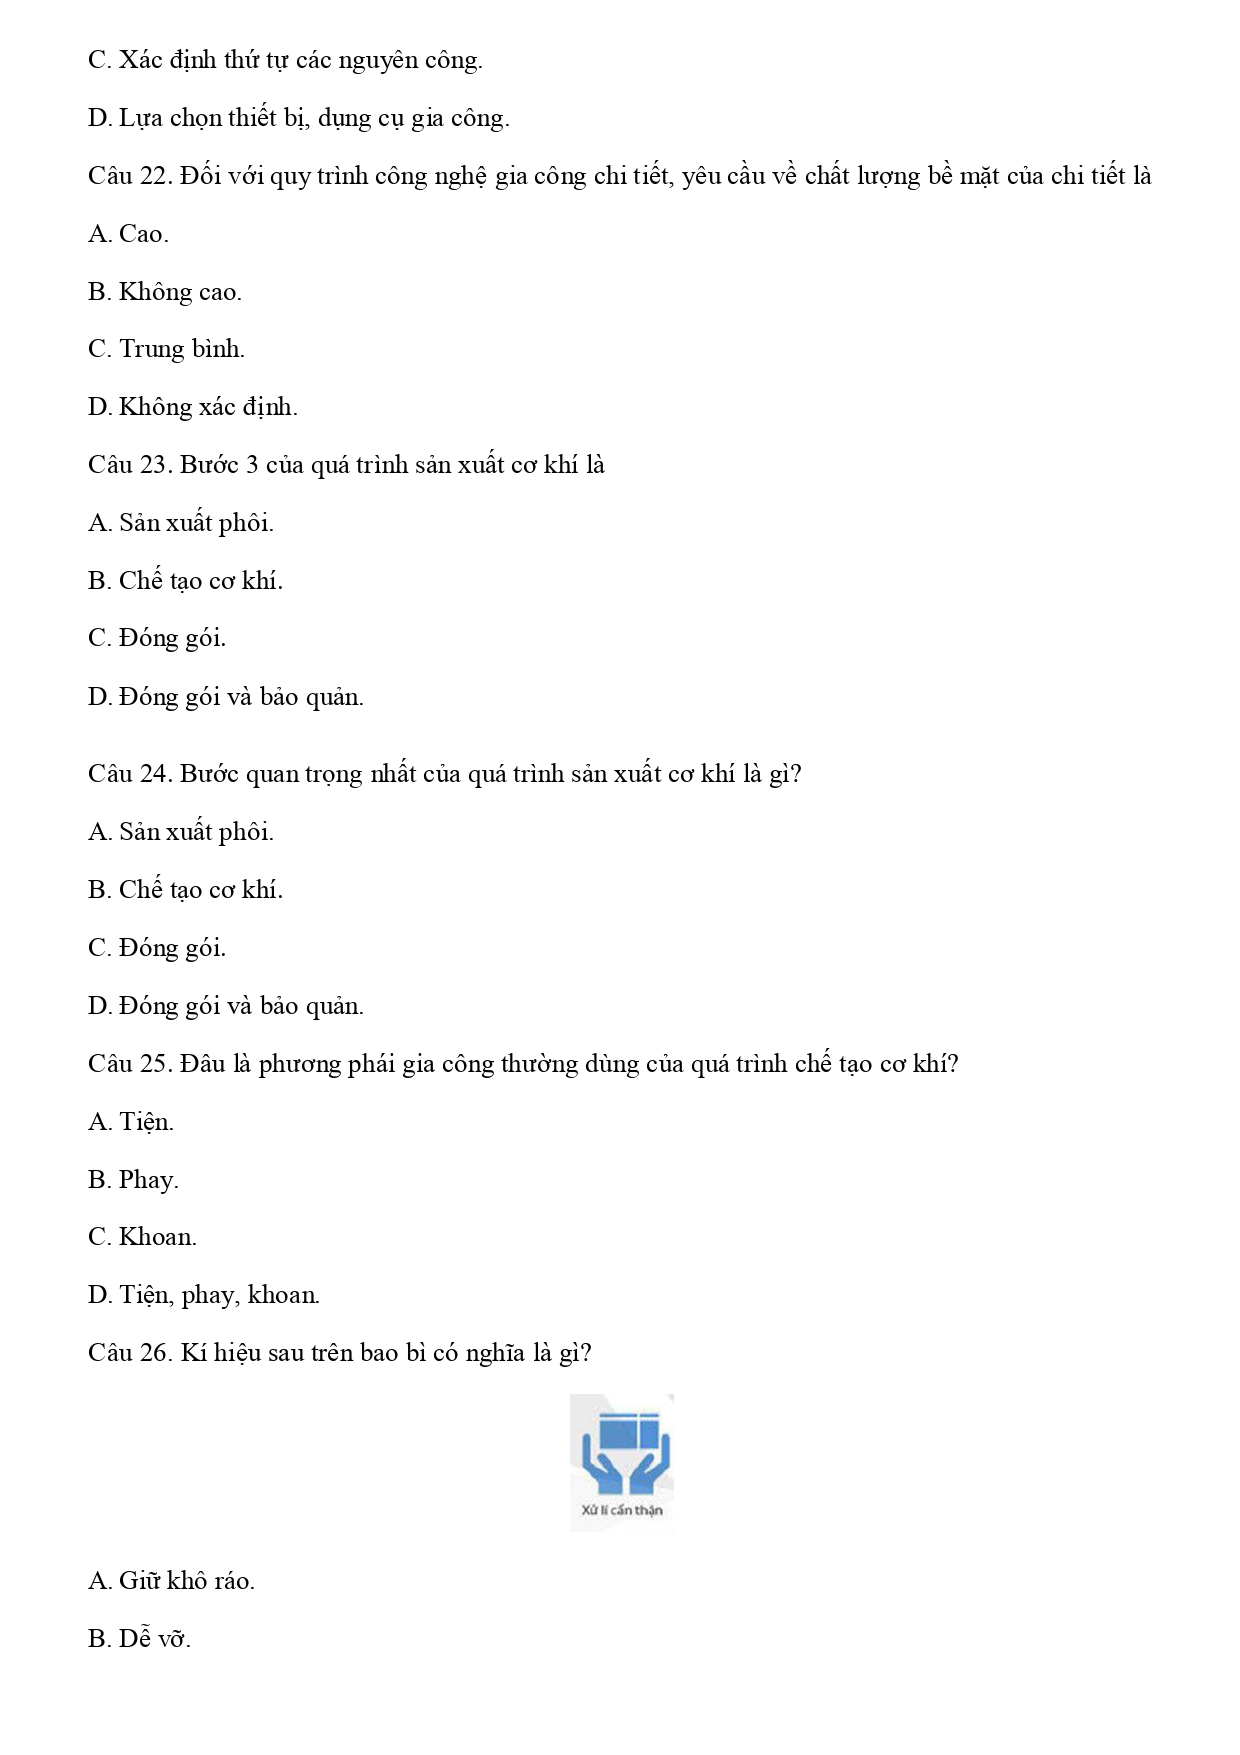 C. Xác định thứ tự các nguyên công.
D. Lựa chọn thiết bị, dụng cụ gia công.
Câu 22. Đối với quy trình công nghệ gia công chi tiết, yêu cầu về chất lượng bề mặt của chi tiết là
A. Cao.
B. Không cao.
C. Trung bình.
D. Không xác định.
Câu 23. Bước 3 của quá trình sản xuất cơ khí là
A. Sản xuất phôi.
B. Chế tạo cơ khí.
C. Đóng gói.
D. Đóng gói và bảo quản.
Câu 24. Bước quan trọng nhất của quá trình sản xuất cơ khí là gì?
A. Sản xuất phôi.
B. Chế tạo cơ khí.
C. Đóng gói.
D. Đóng gói và bảo quản.
Câu 25. Đâu là phương phái gia công thường dùng của quá trình chế tạo cơ khí?
A. Tiện.
B. Phay.
C. Khoan.
D. Tiện, phay, khoan.
Câu 26. Kí hiệu sau trên bao bì có nghĩa là gì?
Xử lí cẩn thận
A. Giữ khô ráo.
B. Dễ vỡ.